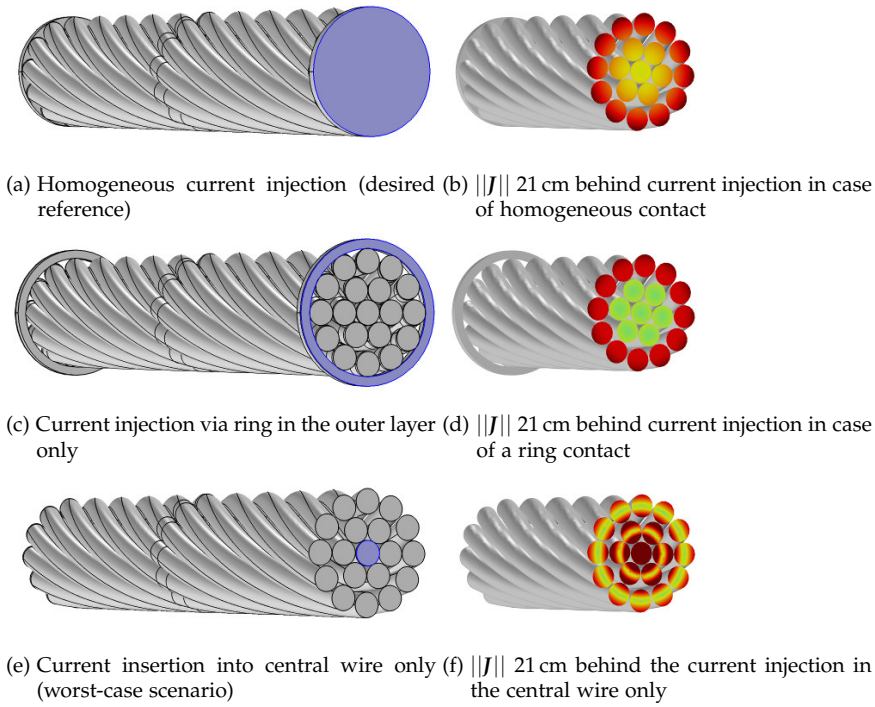 (a) Homogeneous current injection (desired reference)
(b) ||J|| 21 cm behind current injection in case of homogeneous contact
(c) Current injection via ring in the outer layer only
(d) ||J|| 21 cm behind current injection in case of a ring contact
(e) Current insertion into central wire only (worst-case scenario)
(f) ||J|| 21 cm behind the current injection in the central wire only